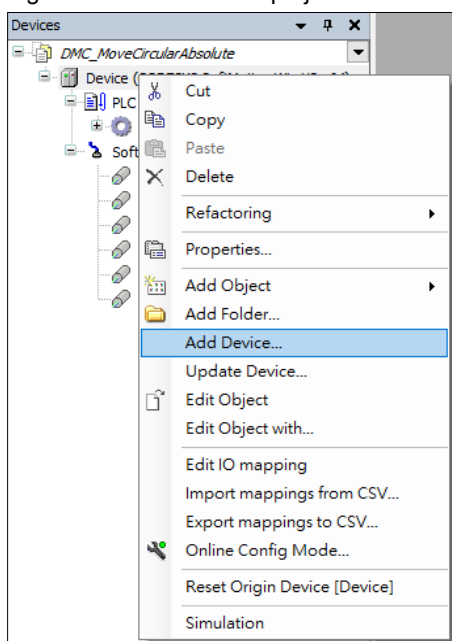 Devices
DMC_MoveCircularAbsolute
Device
PLC
Soft
Cut
Copy
Paste
Delete
Refactoring
Properties...
Add Object
Add Folder...
Add Device...
Update Device...
Edit Object
Edit Object with...
Edit IO mapping
Import mappings from CSV...
Export mappings to CSV...
Online Config Mode...
Reset Origin Device [Device]
Simulation